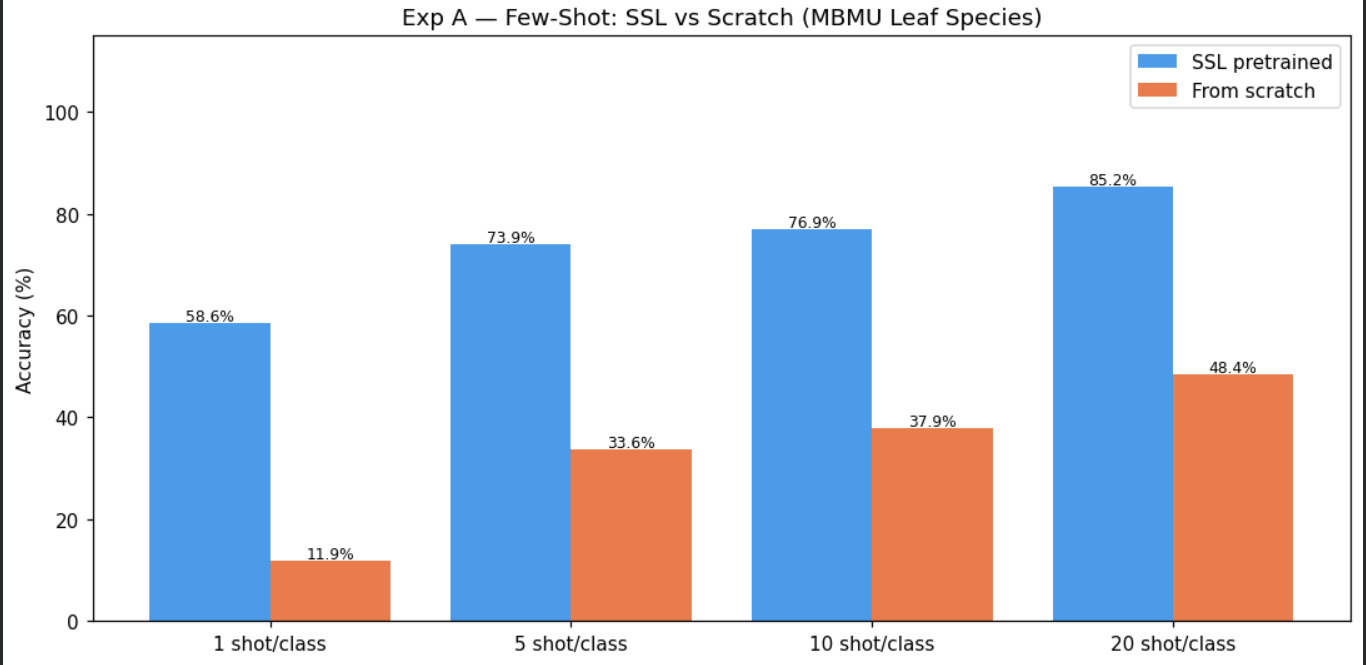 Exp A — Few-Shot: SSL vs Scratch (MBMU Leaf Species)
SSL pretrained
From scratch
Accuracy (%)
100
80
60
40
20
0
58.6%
11.9%
73.9%
33.6%
76.9%
37.9%
85.2%
48.4%
1 shot/class
5 shot/class
10 shot/class
20 shot/class